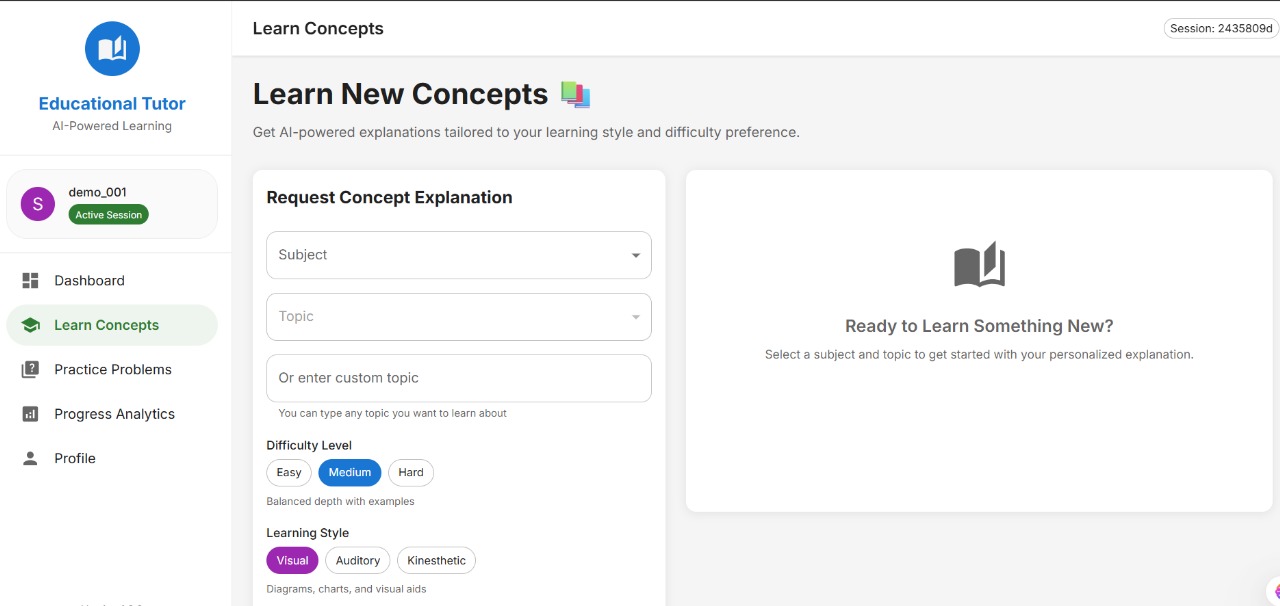 Educational Tutor
AI-Powered Learning
S
demo_001
Active Session
Dashboard
Learn Concepts
Practice Problems
Progress Analytics
Profile
Learn Concepts
Session: 2435809d
Learn New Concepts
Get AI-powered explanations tailored to your learning style and difficulty preference.
Request Concept Explanation
Subject
Topic
Or enter custom topic
You can type any topic you want to learn about
Difficulty Level
Easy Medium Hard
Balanced depth with examples
Learning Style
Visual Auditory Kinesthetic
Diagrams, charts, and visual aids
Ready to Learn Something New?
Select a subject and topic to get started with your personalized explanation.